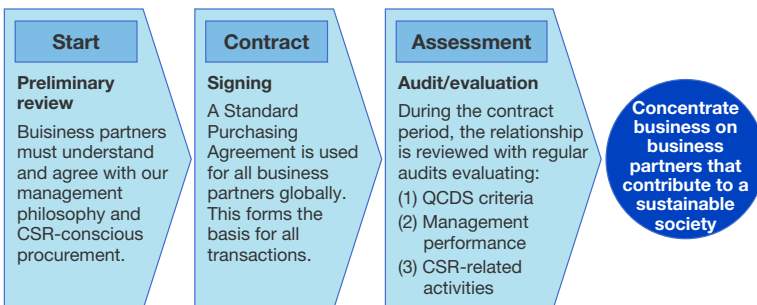 Start
Preliminary
review
Buisiness partners
must understand
and agree with our
management
philosophy and
CSR-conscious
procurement.
Contract
Signing
A Standard
Purchasing
Agreement is used
for all business
partners globally.
This forms the
basis for all
transactions.
Assessment
Audit/evaluation
During the contract
period, the relationship
is reviewed with regular
audits evaluating:
(1) QCDS criteria
(2) Management
performance
(3) CSR-related
activities
Concentrate
business on
business
partners that
contribute to a
sustainable
society